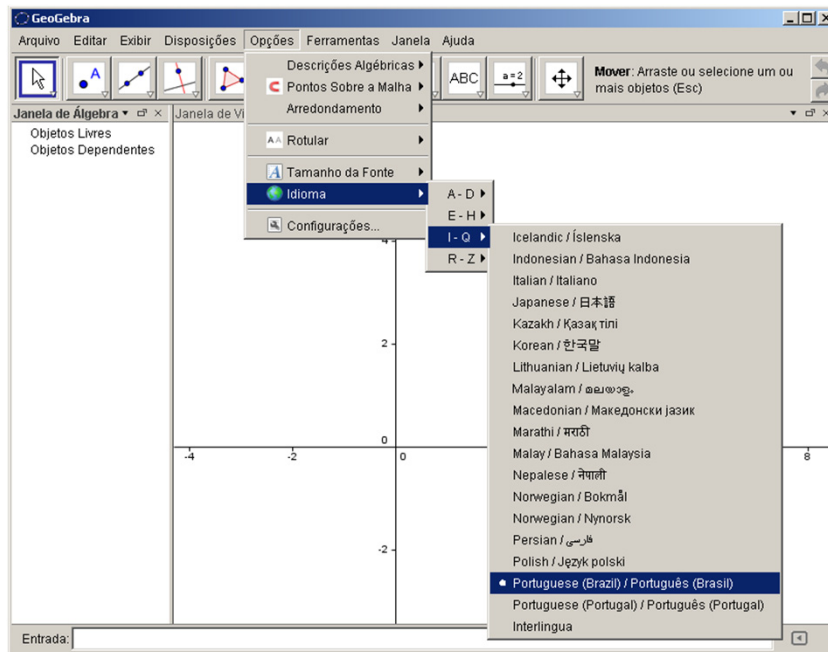 GeoGebra
Arquivo Editar Exibir Disposições Opções Ferramentas Janela Ajuda
ABC
a=2
Mover: Arraste ou selecione um ou
mais objetos (Esc)
Janela de Álgebra
Objetos Livres
Objetos Dependentes
Janela de Vi
Descrições Algébricas
Pontos Sobre a Malha
Arredondamento
AA Rotular
A Tamanho da Fonte
Idioma
Configurações...
A - D
E - H
I - Q
R - Z
Icelandic / Íslenska
Indonesian / Bahasa Indonesia
Italian / Italiano
Japanese / 日本語
Kazakh / Қазақ тілі
Korean / 한국말
Lithuanian / Lietuvių kalba
Malayalam / മലയാളം
Macedonian / Македонски јазик
Marathi / मराठी
Malay / Bahasa Malaysia
Nepalese / नेपाली
Norwegian / Bokmål
Norwegian / Nynorsk
Persian / فارسی
Polish / Język polski
Portuguese (Brazil) / Português (Brasil)
Portuguese (Portugal) / Português (Portugal)
Interlingua
4
2
0
-4 -2 0 8
-2
Entrada: